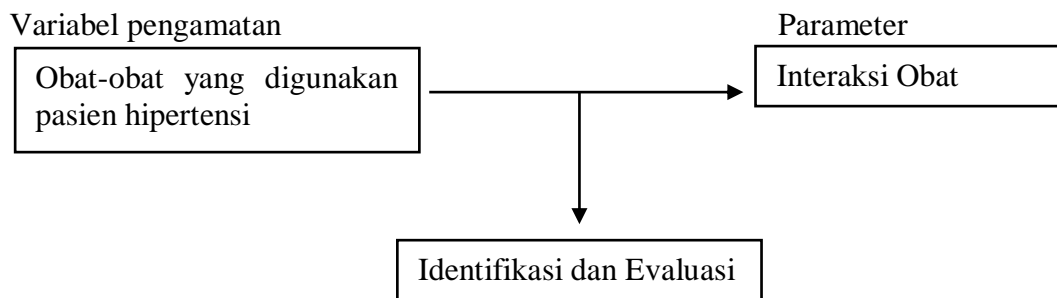 Variabel pengamatan
Parameter
Obat-obat yang digunakan
pasien hipertensi
Interaksi Obat
Identifikasi dan Evaluasi